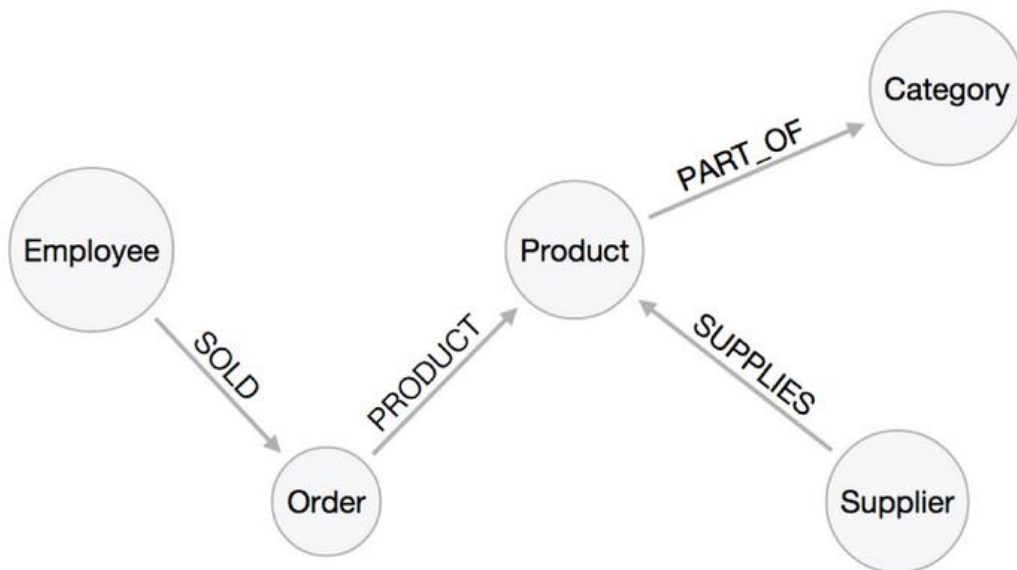 Category
PART_OF
Employee
Product
SOLD
PRODUCT
SUPPLIES
Order
Supplier